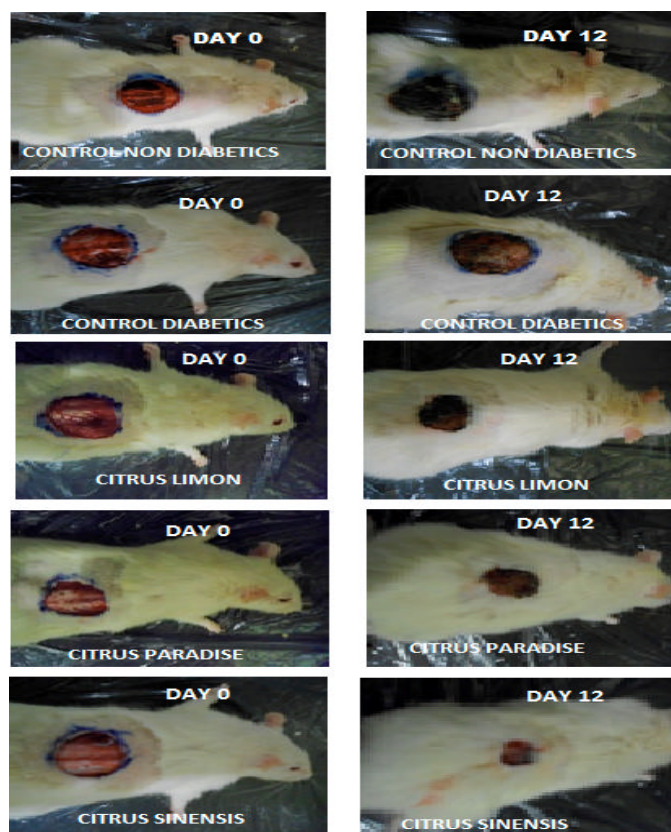 DAY 0
CONTROL NON DIABETICS
DAY 12
CONTROL NON DIABETICS
DAY 0
CONTROL DIABETICS
DAY 12
CONTROL DIABETICS
DAY 0
CITRUS LIMON
DAY 12
CITRUS LIMON
DAY 0
CITRUS PARADISE
DAY 12
CITRUS PARADISE
DAY 0
CITRUS SINENSIS
DAY 12
CITRUS SINENSIS